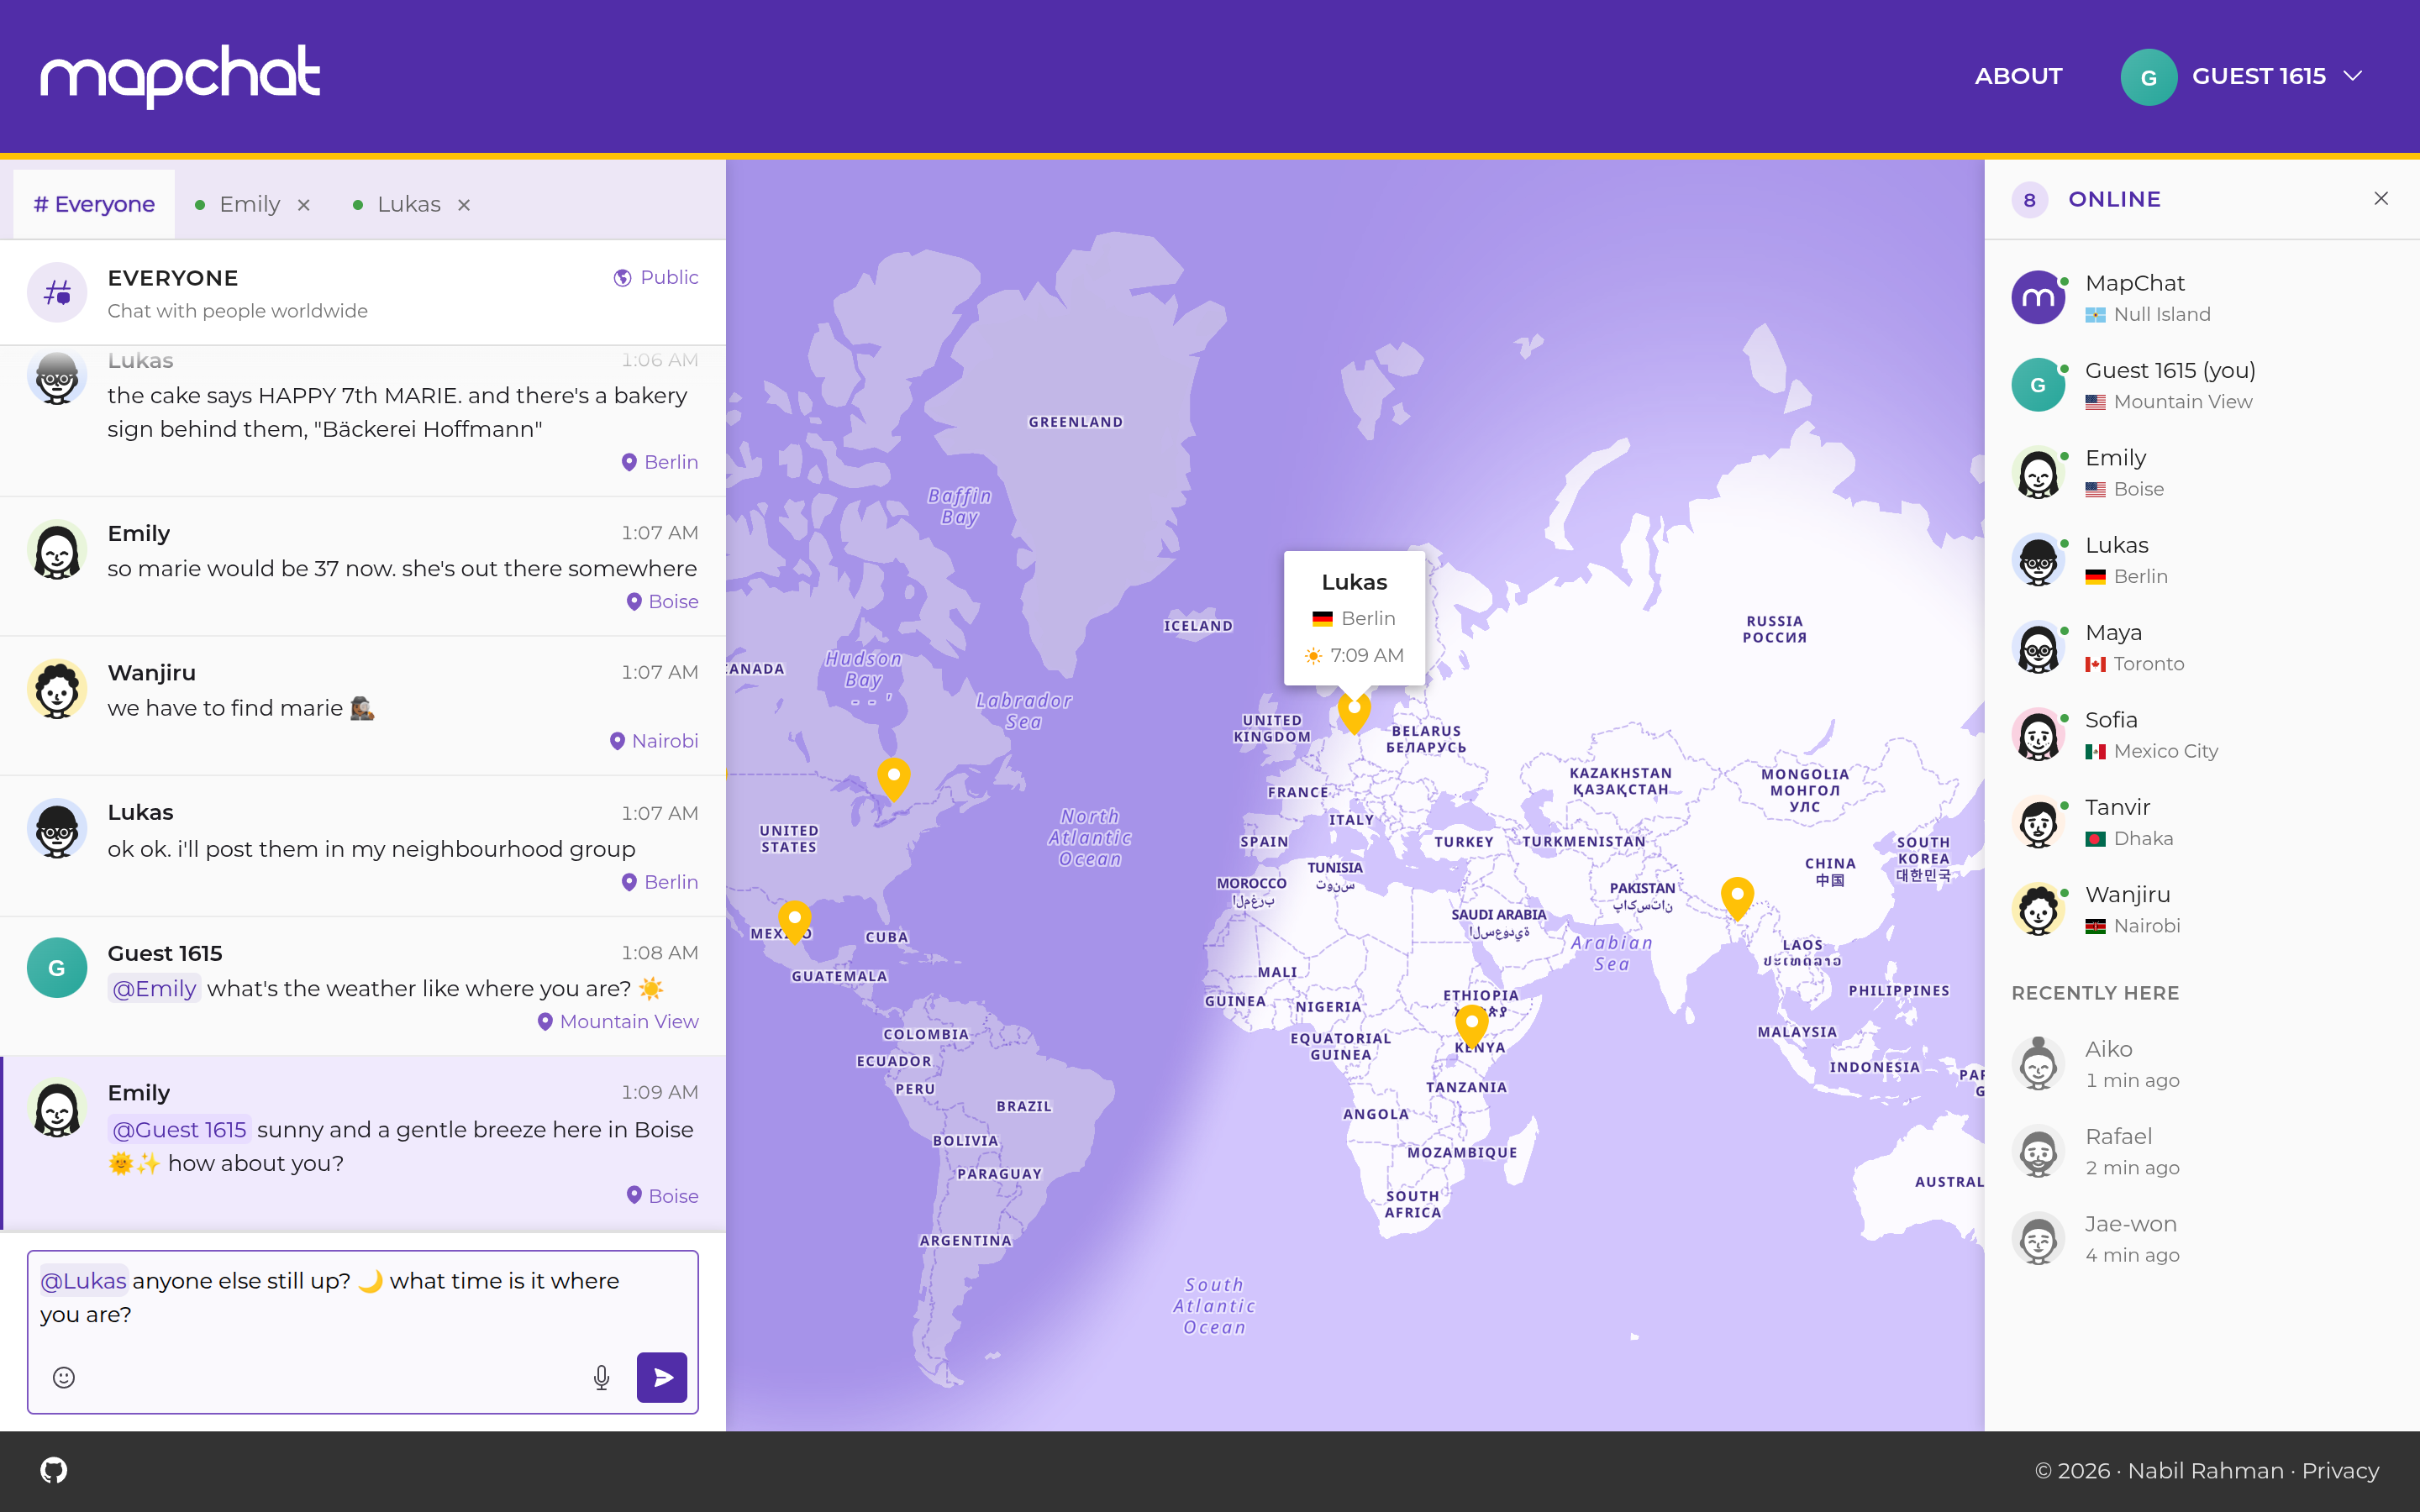 mapchat
ABOUT
G
GUEST 1615
# Everyone
Emily
Lukas
EVERYONE
Public
Chat with people worldwide
Lukas
1:06 AM
the cake says HAPPY 7th MARIE. and there's a bakery
sign behind them, "Bäckerei Hoffmann"
Berlin
Emily
1:07 AM
so marie would be 37 now. she's out there somewhere
Boise
Wanjiru
1:07 AM
we have to find marie 🕵🏾‍♀️
Nairobi
Lukas
1:07 AM
ok ok. i'll post them in my neighbourhood group
Berlin
G
Guest 1615
1:08 AM
@Emily what's the weather like where you are? ☀️
Mountain View
Emily
1:09 AM
@Guest 1615 sunny and a gentle breeze here in Boise
🌞✨ how about you?
Boise
@Lukas anyone else still up? 🌙 what time is it where
you are?
GREENLAND
Baffin
Bay
ICELAND
Hudson
Bay
Labrador
Sea
CANADA
UNITED
STATES
North
Atlantic
Ocean
MEXICO
CUBA
GUATEMALA
COLOMBIA
ECUADOR
PERU
BRAZIL
BOLIVIA
PARAGUAY
ARGENTINA
South
Atlantic
Ocean
Lukas
Berlin
7:09 AM
RUSSIA
РОССИЯ
UNITED
KINGDOM
BELARUS
БЕЛАРУСЬ
FRANCE
KAZAKHSTAN
ҚАЗАҚСТАН
MONGOLIA
МОНГОЛ
УЛС
ITALY
SPAIN
TURKEY
TURKMENISTAN
SOUTH
KOREA
대한민국
CHINA
中国
TUNISIA
تونس
MOROCCO
المغرب
PAKISTAN
پاکستان
SAUDI ARABIA
السعودية
Arabian
Sea
LAOS
ປະເທດລາວ
MALI
GUINEA
NIGERIA
ETHIOPIA
PHILIPPINES
EQUATORIAL
GUINEA
KENYA
MALAYSIA
INDONESIA
TANZANIA
ANGOLA
MOZAMBIQUE
SOUTH
AFRICA
AUSTRAL
8
ONLINE
m
MapChat
Null Island
G
Guest 1615 (you)
Mountain View
Emily
Boise
Lukas
Berlin
Maya
Toronto
Sofia
Mexico City
Tanvir
Dhaka
Wanjiru
Nairobi
RECENTLY HERE
Aiko
1 min ago
Rafael
2 min ago
Jae-won
4 min ago
© 2026 · Nabil Rahman · Privacy